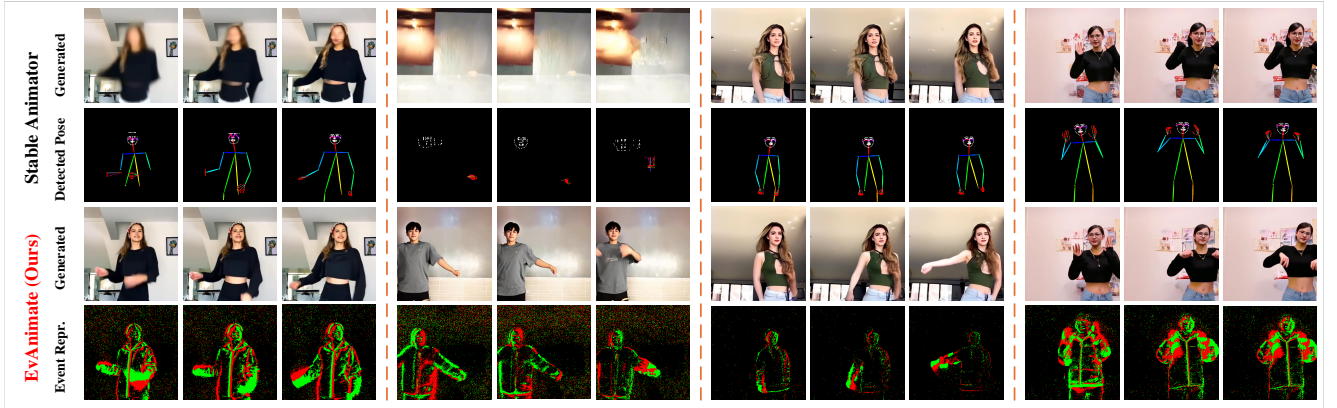 Stable Animator
Generated
Detected Pose
EvAnimate (Ours)
Generated
Event Repr.